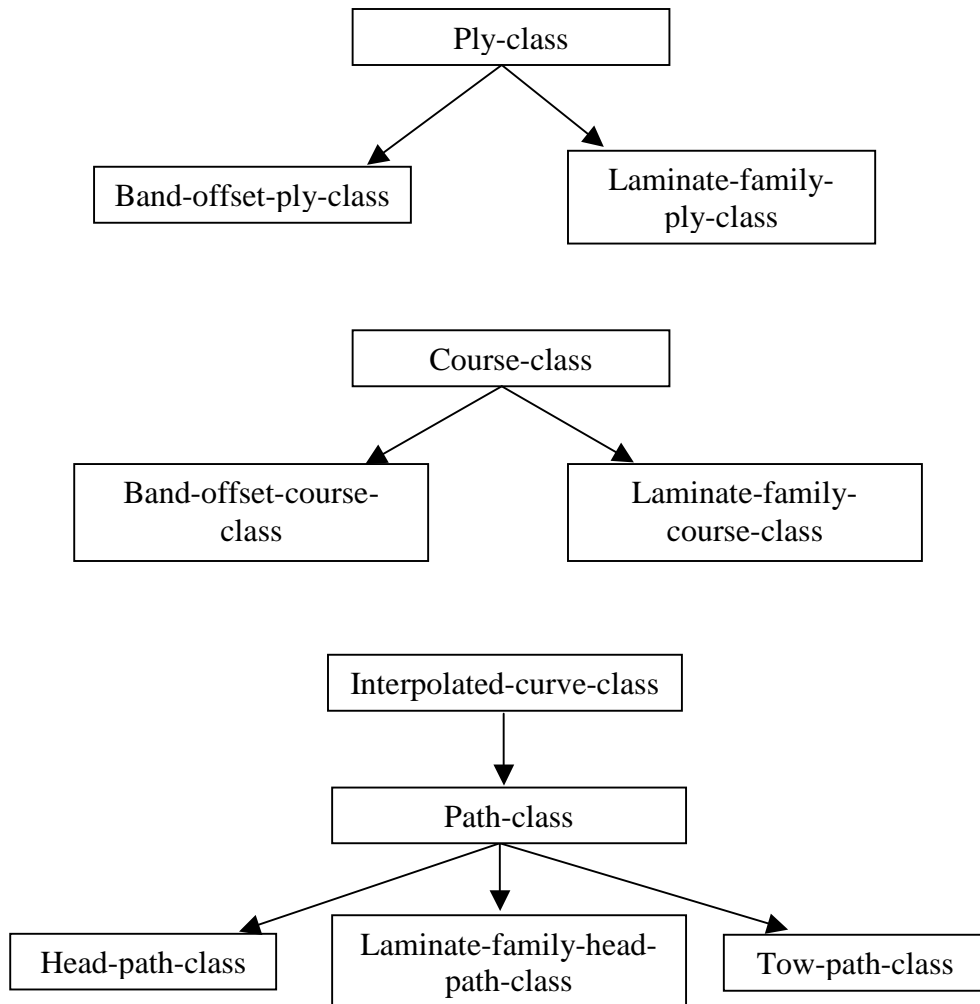 Ply-class
Band-offset-ply-class
Laminate-family-
ply-class
Course-class
Band-offset-course-
class
Laminate-family-
course-class
Interpolated-curve-class
Path-class
Head-path-class
Laminate-family-head-
path-class
Tow-path-class